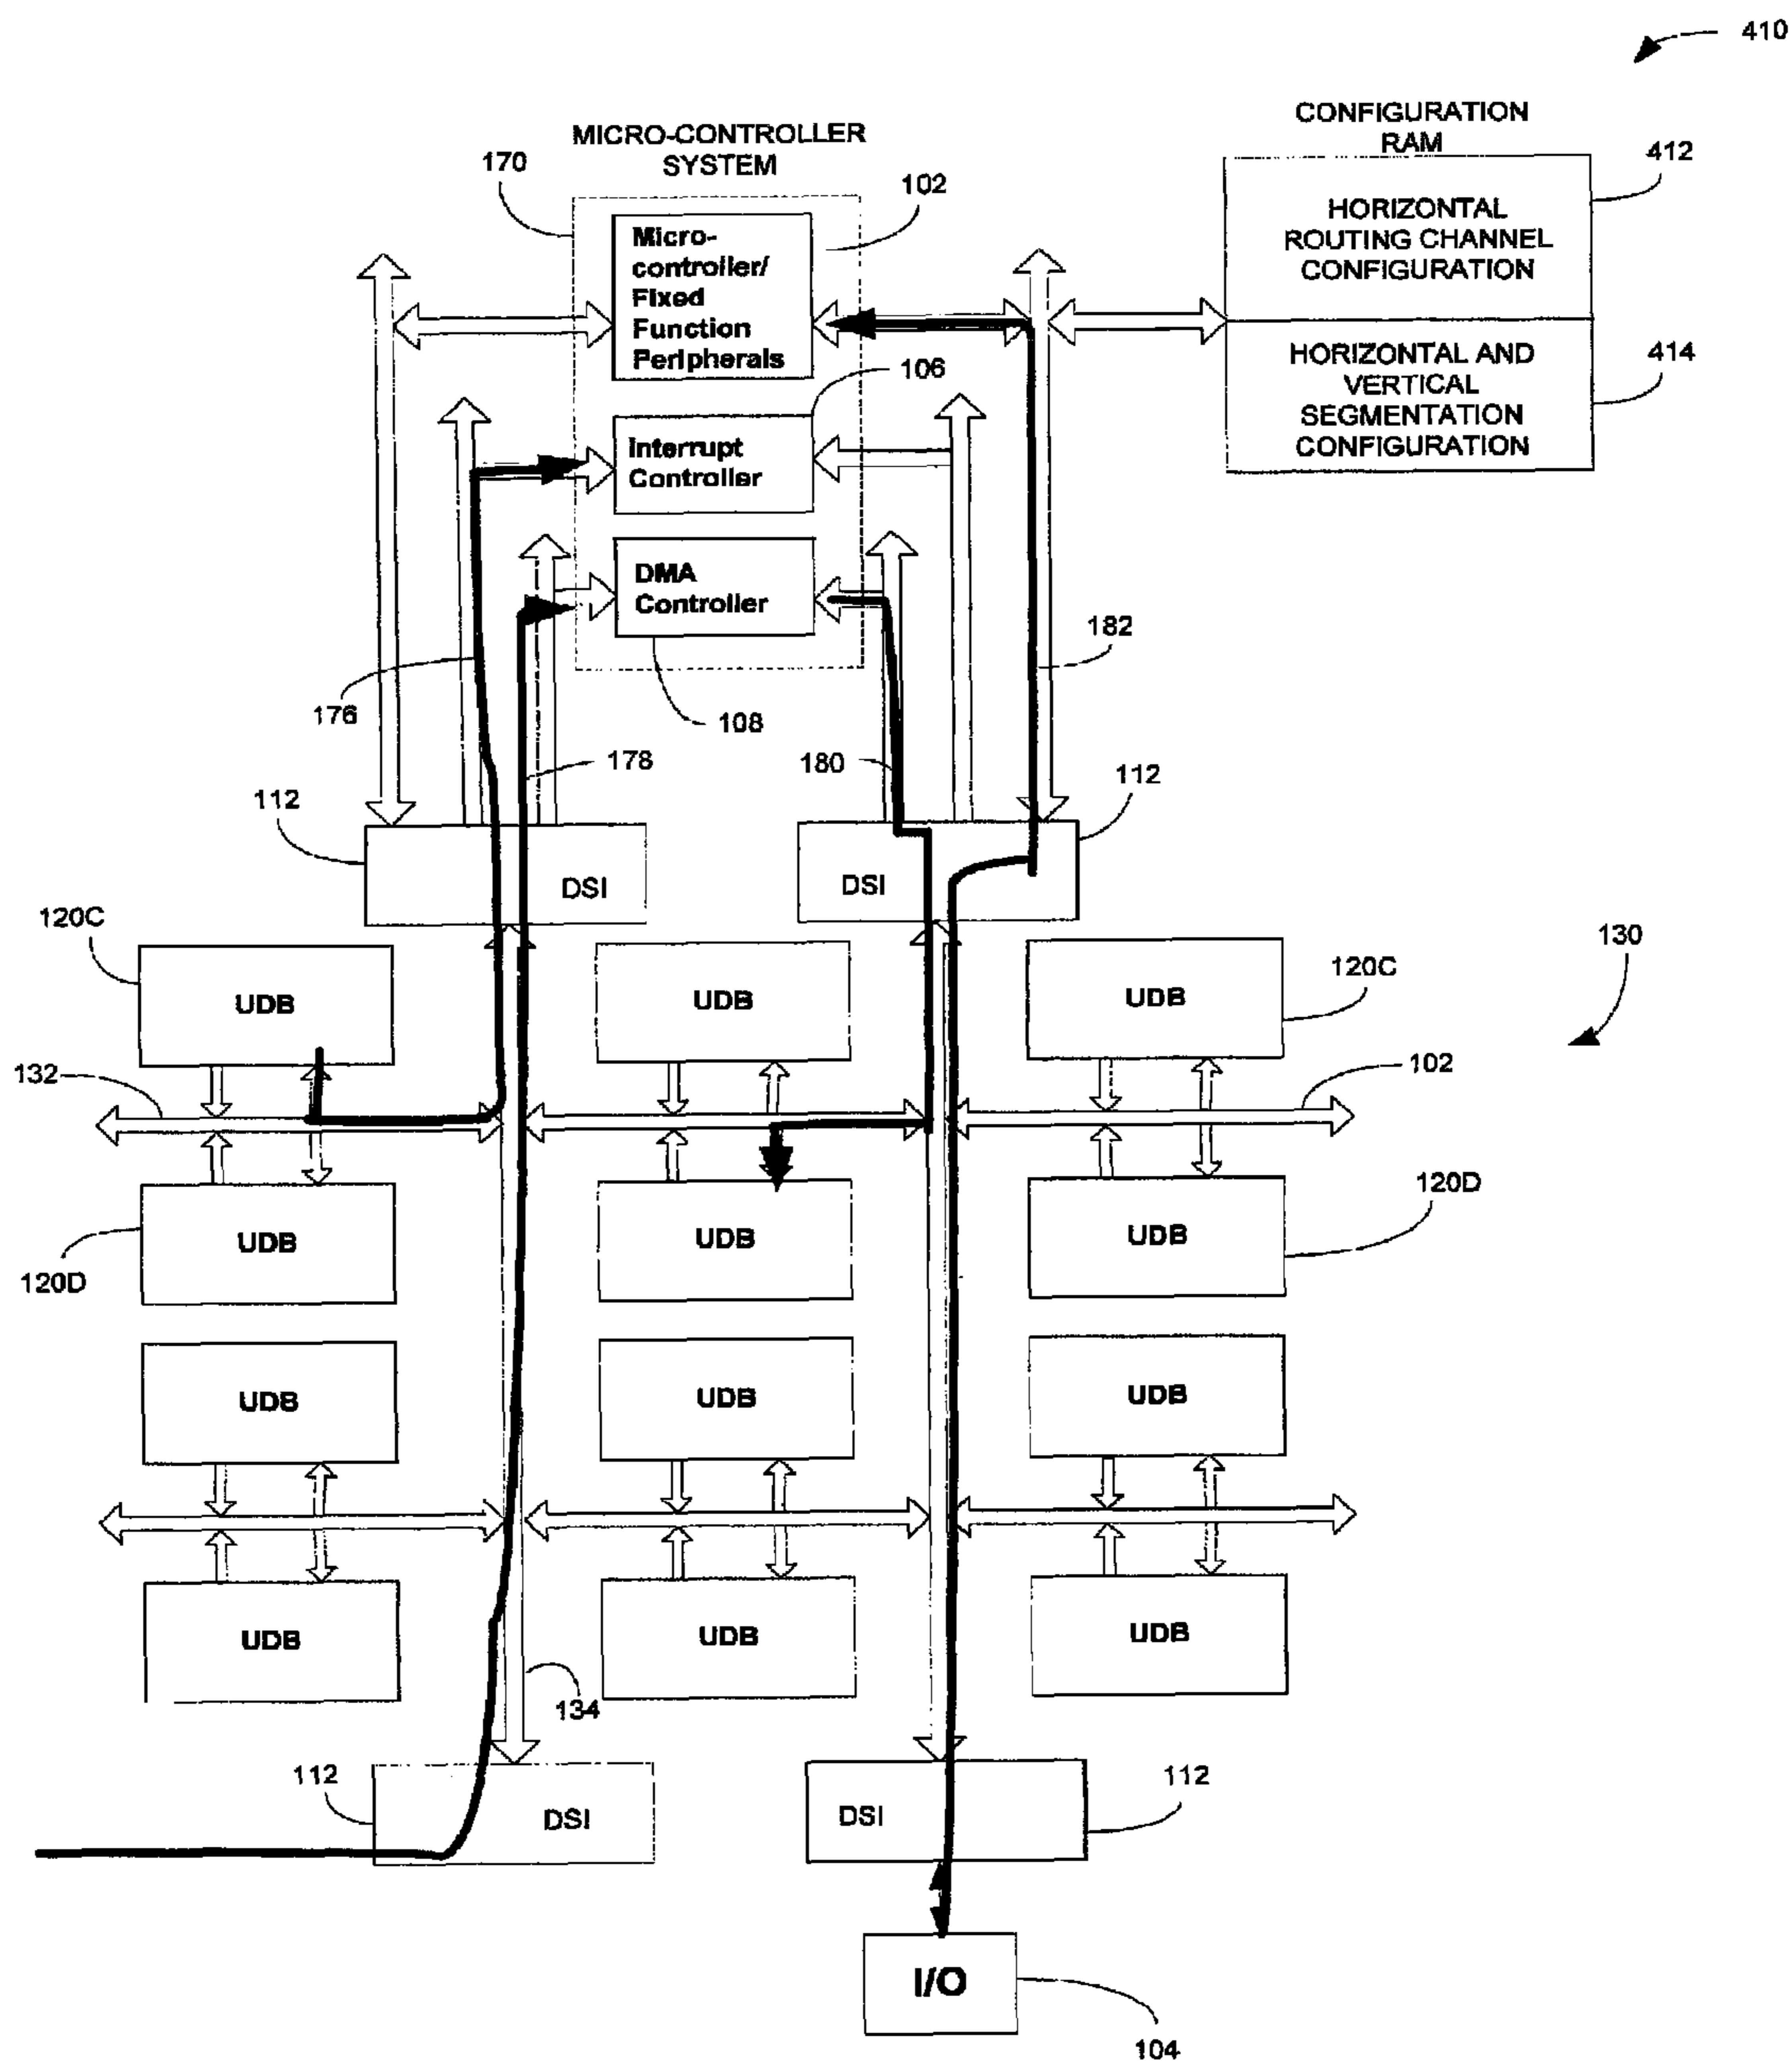 410
MICRO-CONTROLLER
SYSTEM
170
102
Micro-
controller/
Fixed
Function
Peripherals
106
Interrupt
Controller
DMA
Controller
108
CONFIGURATION
RAM
412
HORIZONTAL
ROUTING CHANNEL
CONFIGURATION
414
HORIZONTAL AND
VERTICAL
SEGMENTATION
CONFIGURATION
182
176
178
180
112
112
DSI
DSI
120C
130
120C
UDB
UDB
UDB
132
102
120D
120D
UDB
UDB
UDB
UDB
UDB
UDB
UDB
UDB
UDB
134
112
112
DSI
DSI
I/O
104